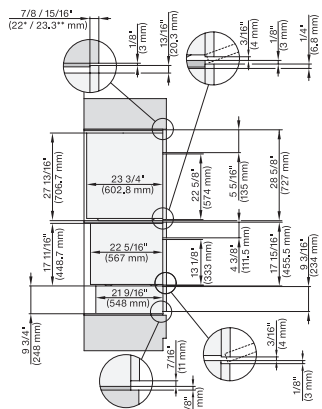 7/8 / 15/16"
(22* / 23.3** mm)
1/8"
(3 mm)
13/16"
(20.3 mm)
3/16"
(4 mm)
1/8"
(3 mm)
1/4"
(6.8 mm)
27 13/16"
(706.7 mm)
23 3/4"
(602.8 mm)
22 5/8"
(574 mm)
5 5/16"
(135 mm)
28 5/8"
(727 mm)
17 11/16"
(448.7 mm)
22 5/16"
(567 mm)
13 1/8"
(333 mm)
4 3/8"
(111.5 mm)
17 15/16"
(455.5 mm)
9 3/16"
(234 mm)
21 9/16"
(548 mm)
9 3/4"
(248 mm)
7/16"
(11 mm)
/8"
(3 mm)
3/16"
(4 mm)
1/8"
(3 mm)